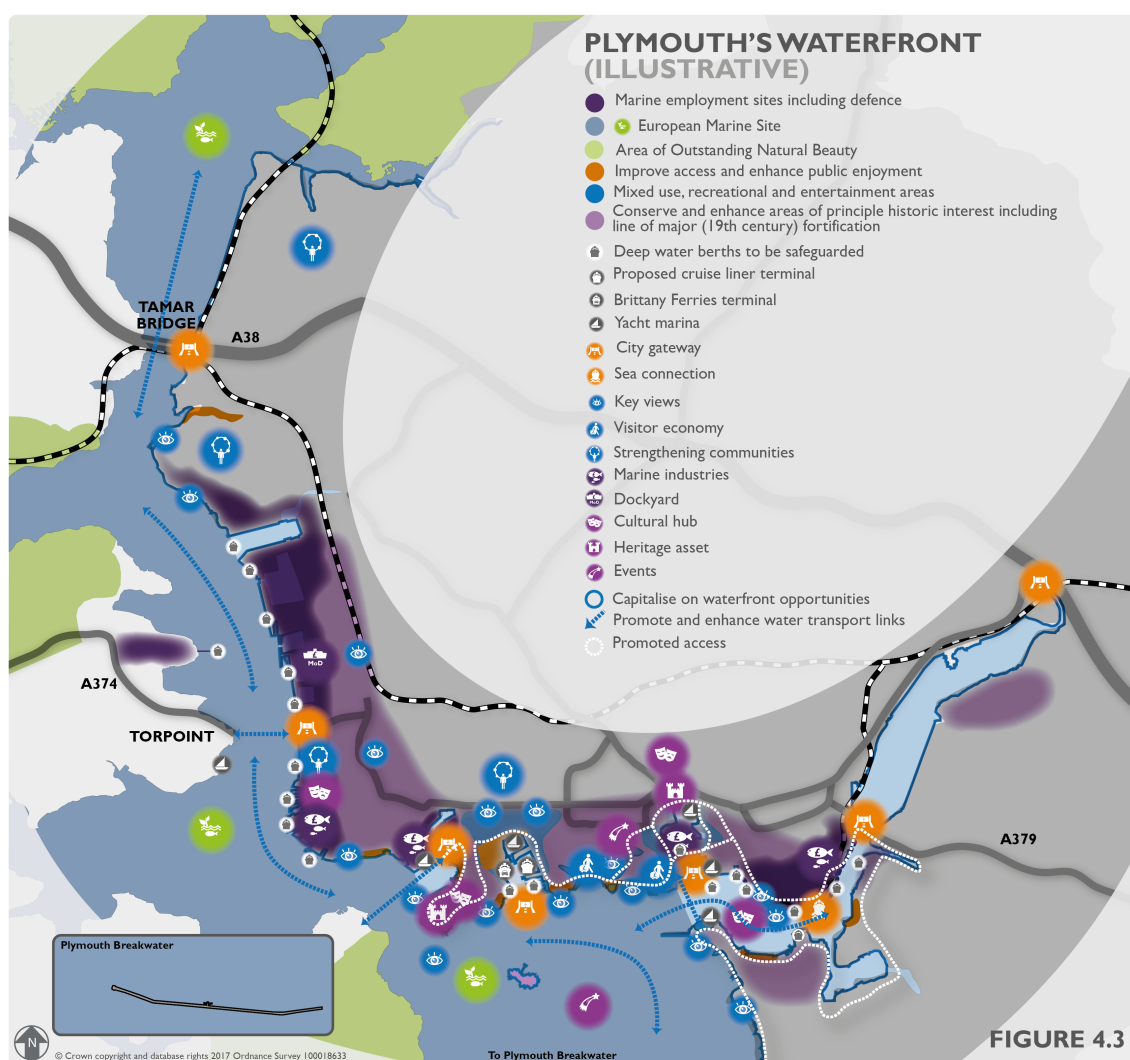 PLYMOUTH'S WATERFRONT
(ILLUSTRATIVE)
Marine employment sites including defence
European Marine Site
Area of Outstanding Natural Beauty
Improve access and enhance public enjoyment
Mixed use, recreational and entertainment areas
Conserve and enhance areas of principle historic interest including
line of major (19th century) fortification
Deep water berths to be safeguarded
Proposed cruise liner terminal
Brittany Ferries terminal
Yacht marina
City gateway
Sea connection
Key views
Visitor economy
Strengthening communities
Marine industries
Dockyard
Cultural hub
Heritage asset
Events
Capitalise on waterfront opportunities
Promote and enhance water transport links
Promoted access
TAMAR
BRIDGE
A38
MoD
A374
TORPOINT
£
£
£
£
A379
Plymouth Breakwater
N
© Crown copyright and database rights 2017 Ordnance Survey 100018633
To Plymouth Breakwater
FIGURE 4.3